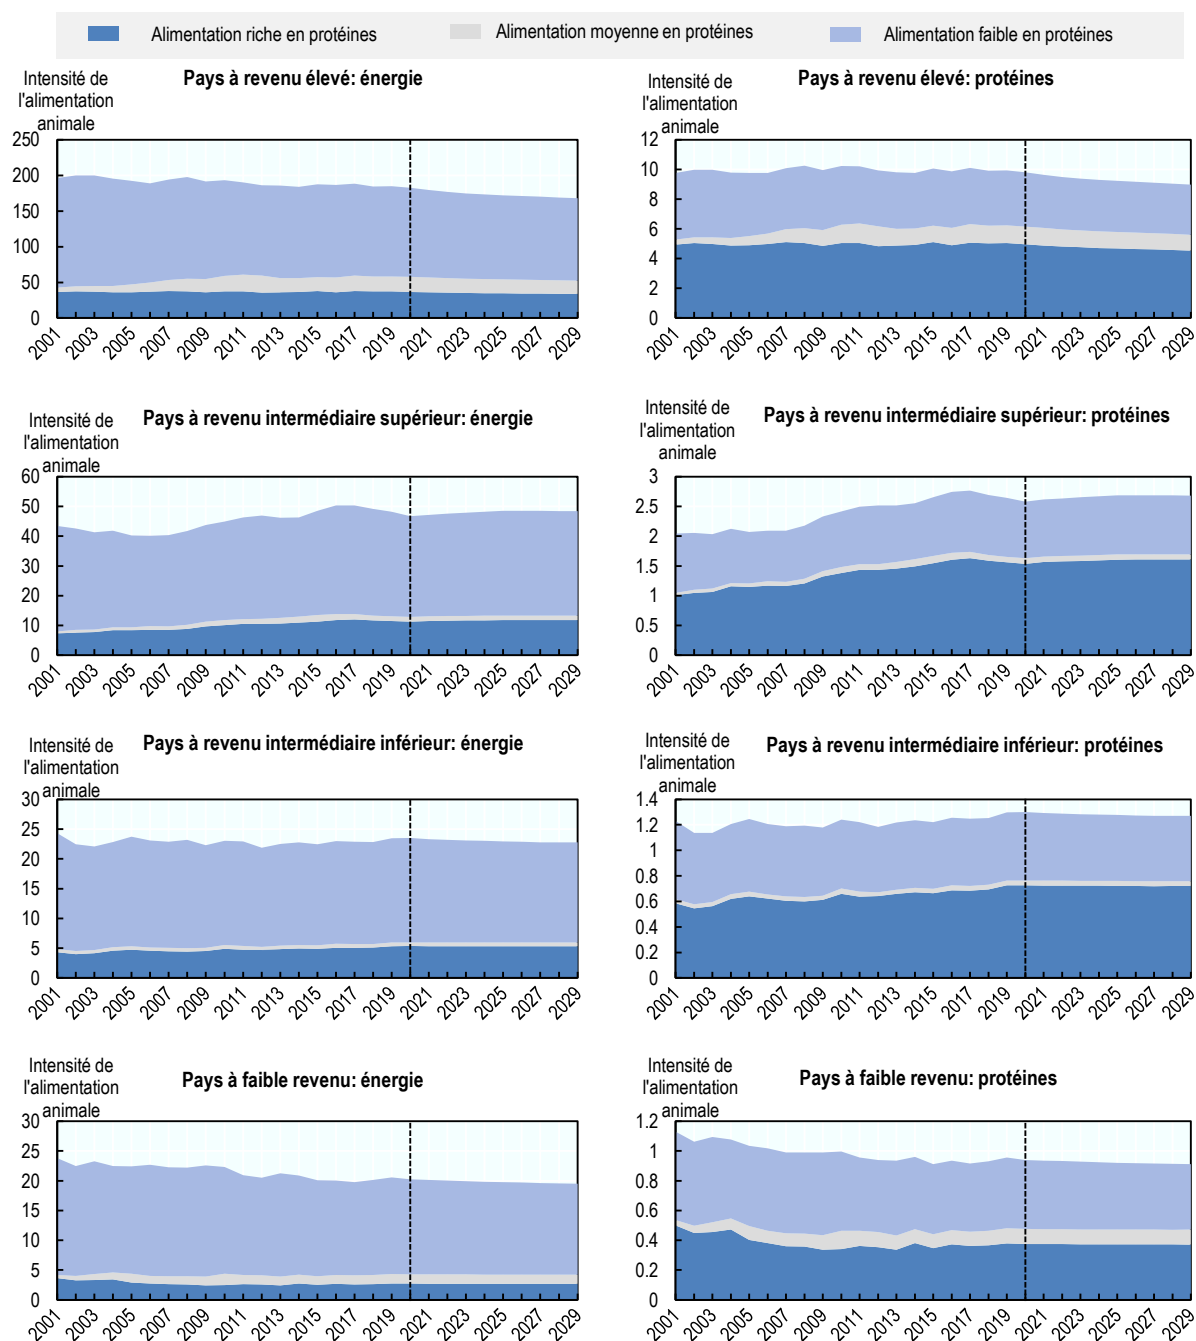 Alimentation riche en protéines
Alimentation moyenne en protéines
Alimentation faible en protéines
Intensité de
l'alimentation
animale
Pays à revenu élevé: énergie
250
200
150
100
50
0
2001 2003 2005 2007 2009 2011 2013 2015 2017 2019 2021 2023 2025 2027 2029
Intensité de
l'alimentation
animale
Pays à revenu élevé: protéines
12
10
8
6
4
2
0
2001 2003 2005 2007 2009 2011 2013 2015 2017 2019 2021 2023 2025 2027 2029
Intensité de
l'alimentation
animale
Pays à revenu intermédiaire supérieur: énergie
60
50
40
30
20
10
0
2001 2003 2005 2007 2009 2011 2013 2015 2017 2019 2021 2023 2025 2027 2029
Intensité de
l'alimentation
animale
Pays à revenu intermédiaire supérieur: protéines
3
2.5
2
1.5
1
0.5
0
2001 2003 2005 2007 2009 2011 2013 2015 2017 2019 2021 2023 2025 2027 2029
Intensité de
l'alimentation
animale
Pays à revenu intermédiaire inférieur: énergie
30
25
20
15
10
5
0
2001 2003 2005 2007 2009 2011 2013 2015 2017 2019 2021 2023 2025 2027 2029
Intensité de
l'alimentation
animale
Pays à revenu intermédiaire inférieur: protéines
1.4
1.2
1
0.8
0.6
0.4
0.2
0
2001 2003 2005 2007 2009 2011 2013 2015 2017 2019 2021 2023 2025 2027 2029
Intensité de
l'alimentation
animale
Pays à faible revenu: énergie
30
25
20
15
10
5
0
2001 2003 2005 2007 2009 2011 2013 2015 2017 2019 2021 2023 2025 2027 2029
Intensité de
l'alimentation
animale
Pays à faible revenu: protéines
1.2
1
0.8
0.6
0.4
0.2
0
2001 2003 2005 2007 2009 2011 2013 2015 2017 2019 2021 2023 2025 2027 2029